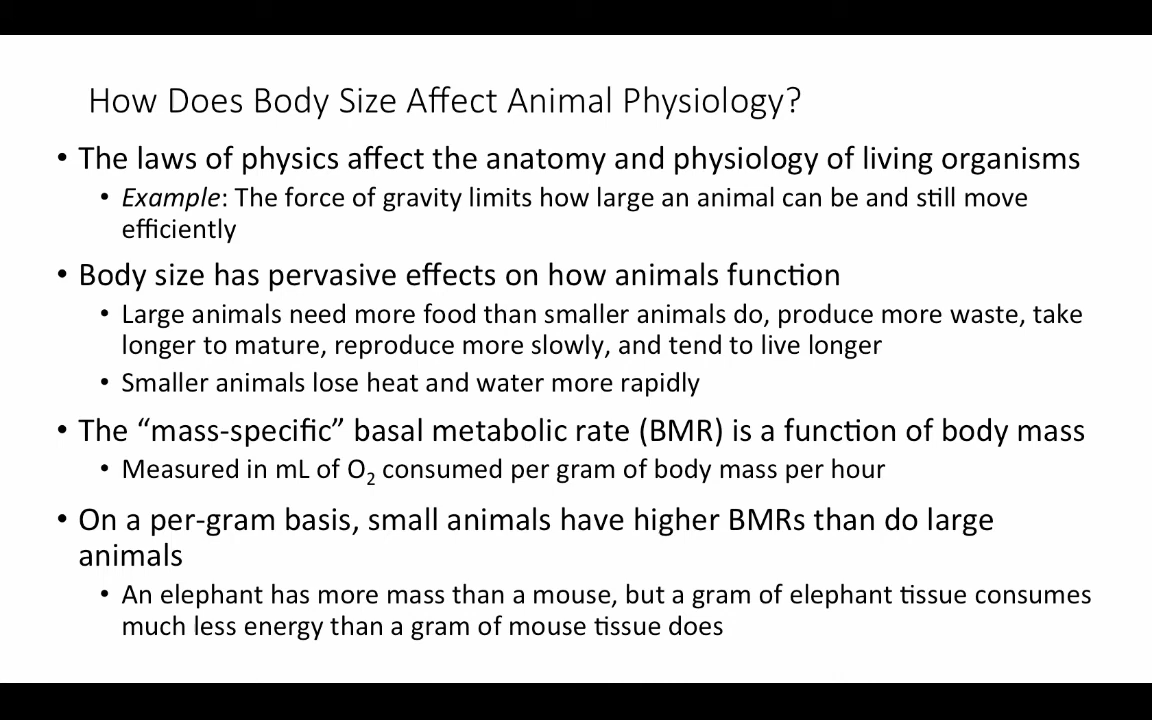 How Does Body Size Affect Animal Physiology?
• The laws of physics affect the anatomy and physiology of living organisms
• Example: The force of gravity limits how large an animal can be and still move
efficiently
• Body size has pervasive effects on how animals function
• Large animals need more food than smaller animals do, produce more waste, take
longer to mature, reproduce more slowly, and tend to live longer
• Smaller animals lose heat and water more rapidly
• The “mass-specific” basal metabolic rate (BMR) is a function of body mass
• Measured in mL of O₂ consumed per gram of body mass per hour
• On a per-gram basis, small animals have higher BMRs than do large
animals
• An elephant has more mass than a mouse, but a gram of elephant tissue consumes
much less energy than a gram of mouse tissue does